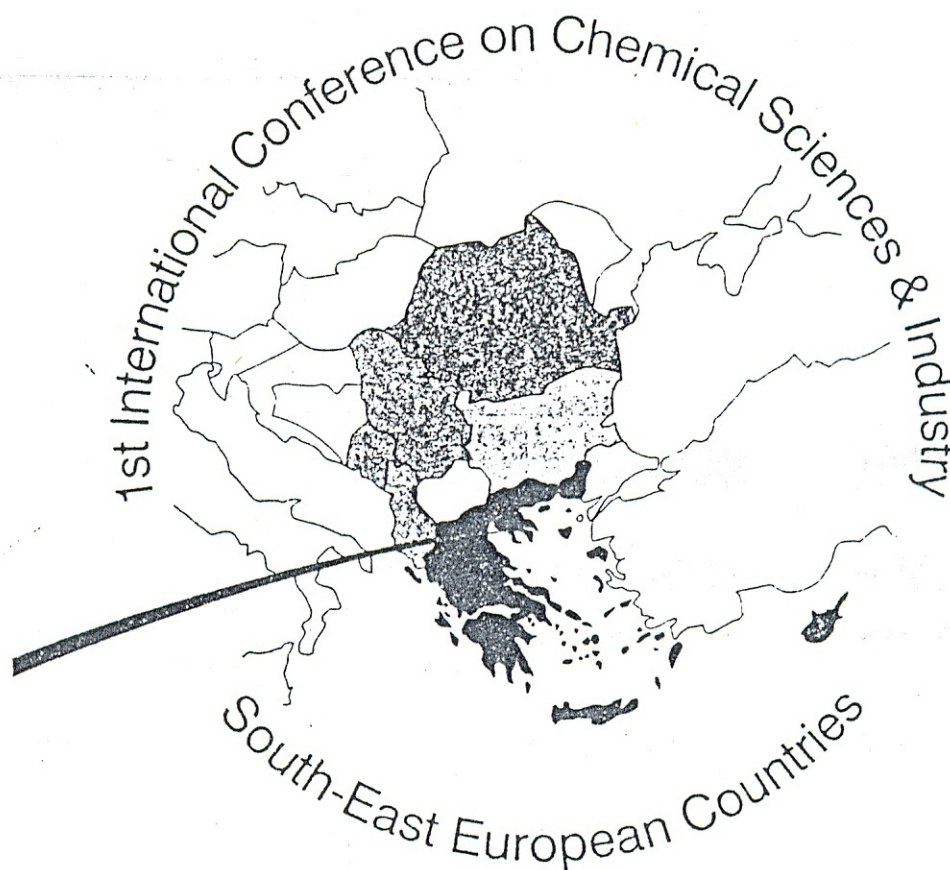 1st International Conference on Chemical Sciences & Industry
South-East European Countries